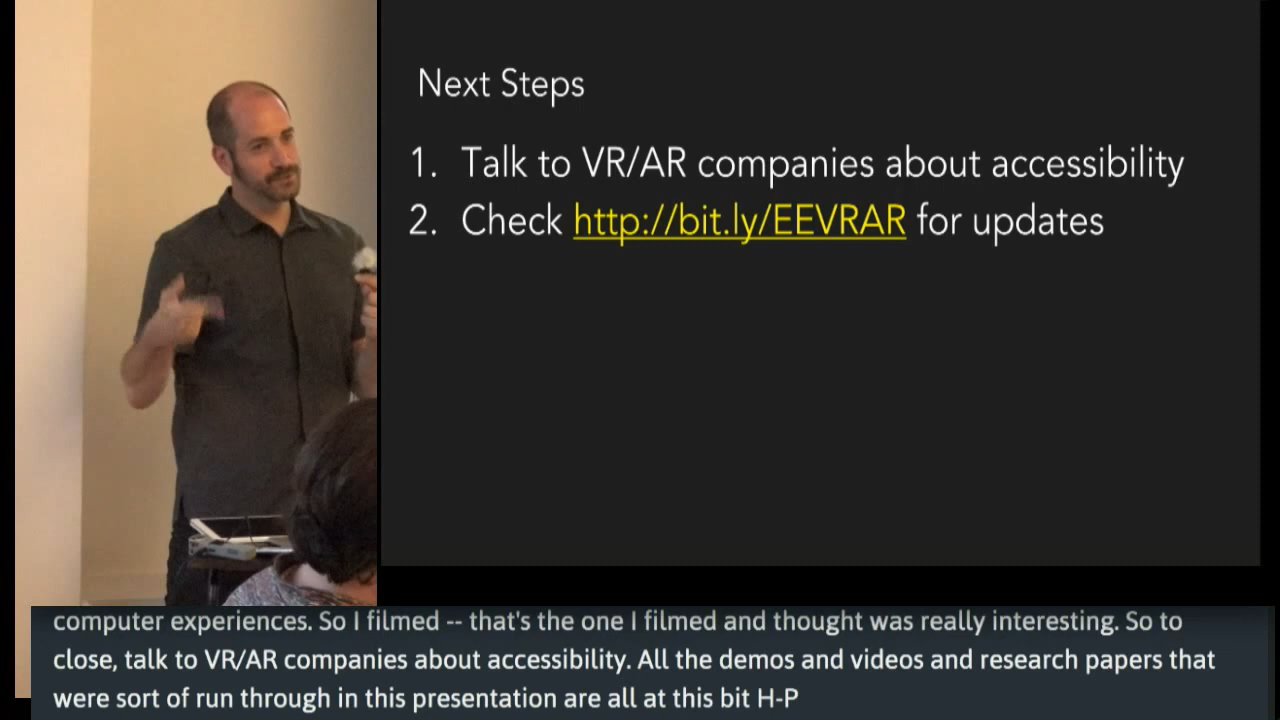 Next Steps
1. Talk to VR/AR companies about accessibility
2. Check http://bit.ly/EEVRAR for updates
computer experiences. So I filmed -- that's the one I filmed and thought was really interesting. So to
close, talk to VR/AR companies about accessibility. All the demos and videos and research papers that
were sort of run through in this presentation are all at this bit H-P